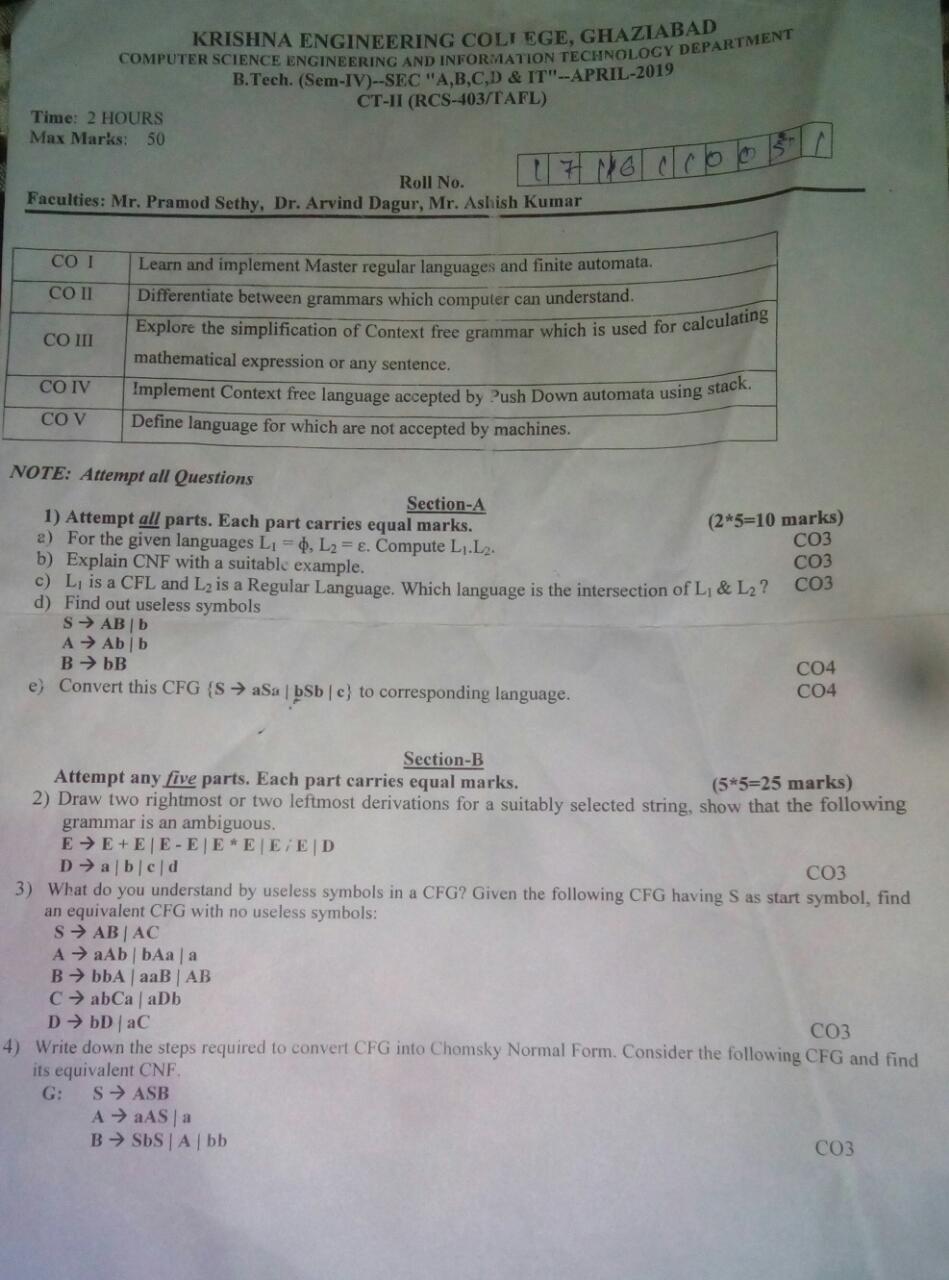 KRISHNA ENGINEERING COLLEGE, GHAZIABAD
COMPUTER SCIENCE ENGINEERING AND INFORMATION TECHNOLOGY DEPARTMENT
B.Tech. (Sem-IV)--SEC "A,B,C,D & IT"--APRIL-2019
CT-II (RCS-403/TAFL)
Time: 2 HOURS
Max Marks: 50
Roll No.
Faculties: Mr. Pramod Sethy, Dr. Arvind Dagur, Mr. Ashish Kumar
CO I Learn and implement Master regular languages and finite automata.
CO II Differentiate between grammars which computer can understand.
CO III Explore the simplification of Context free grammar which is used for calculating
mathematical expression or any sentence.
CO IV Implement Context free language accepted by Push Down automata using stack.
CO V Define language for which are not accepted by machines.
NOTE: Attempt all Questions
Section-A
1) Attempt all parts. Each part carries equal marks. (2*5=10 marks)
a) For the given languages L₁ = ϕ, L₂ = ε. Compute L₁.L₂. CO3
b) Explain CNF with a suitable example. CO3
c) L₁ is a CFL and L₂ is a Regular Language. Which language is the intersection of L₁ & L₂ ? CO3
d) Find out useless symbols
S → AB | b
A → Ab | b
B → bB CO4
e) Convert this CFG {S → aSa | bSb | c} to corresponding language. CO4
Section-B
Attempt any five parts. Each part carries equal marks. (5*5=25 marks)
2) Draw two rightmost or two leftmost derivations for a suitably selected string, show that the following
grammar is an ambiguous.
E → E + E | E - E | E * E | E / E | D
D → a | b | c | d CO3
3) What do you understand by useless symbols in a CFG? Given the following CFG having S as start symbol, find
an equivalent CFG with no useless symbols:
S → AB | AC
A → aAb | bAa | a
B → bbA | aaB | AB
C → abCa | aDb
D → bD | aC CO3
4) Write down the steps required to convert CFG into Chomsky Normal Form. Consider the following CFG and find
its equivalent CNF.
G: S → ASB
A → aAS | a
B → SbS | A | bb CO3